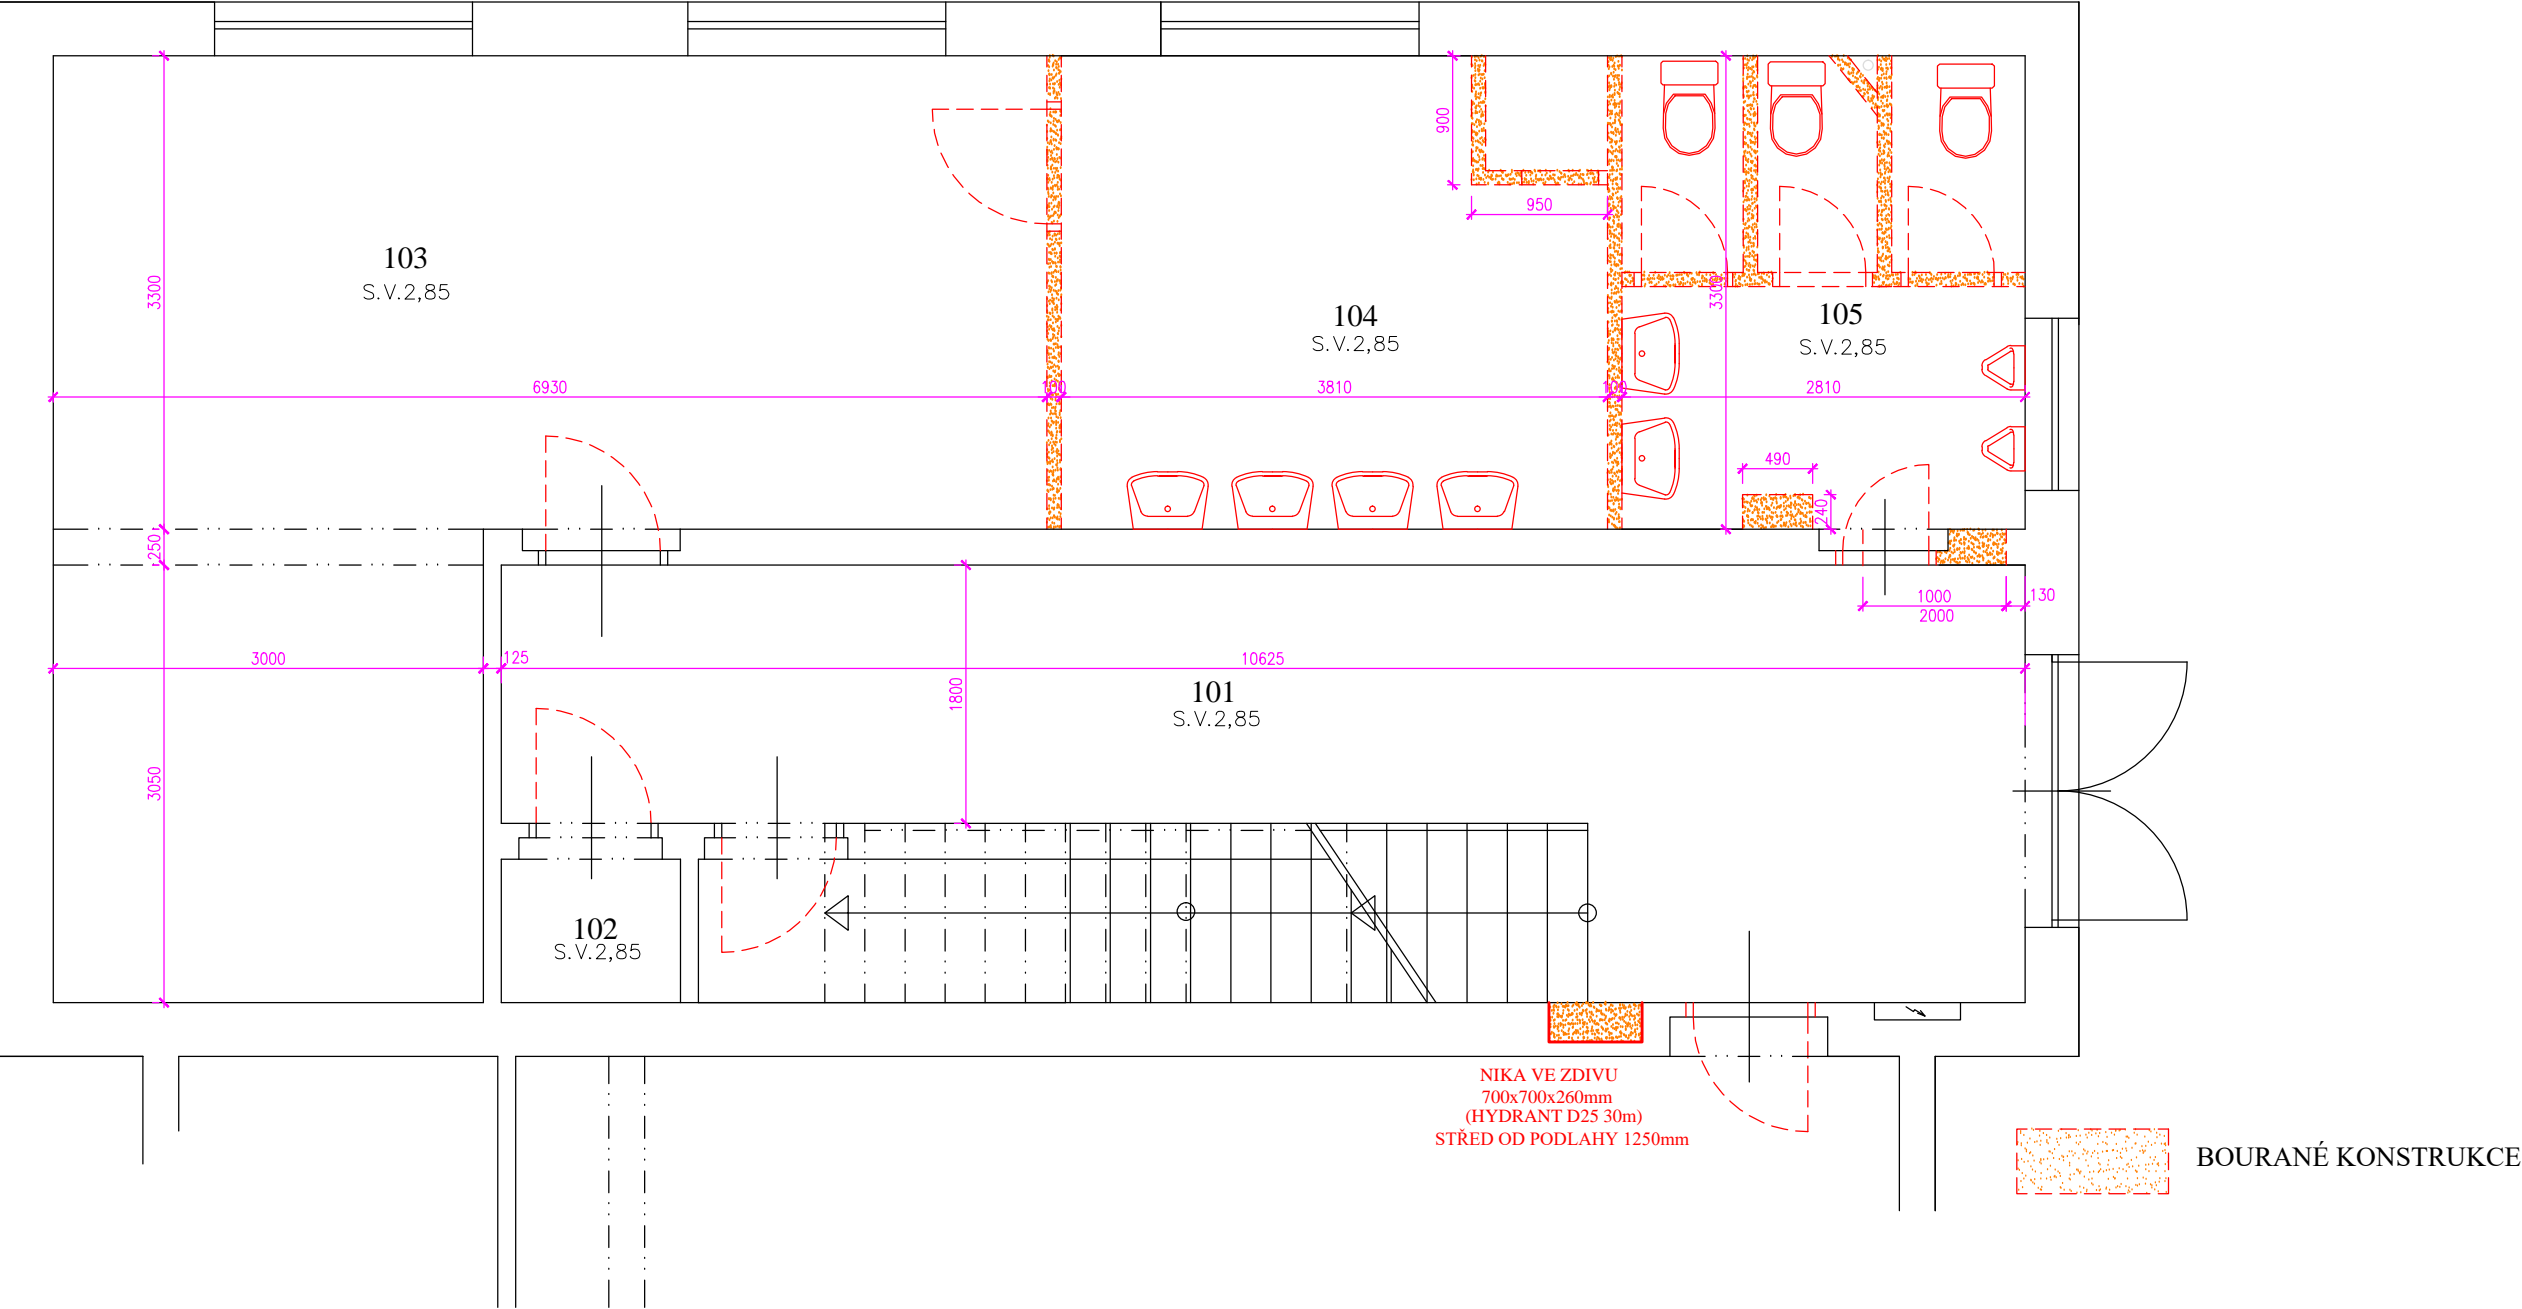 900
950
103
S.V.2,85
3300
3300
104
S.V.2,85
105
S.V.2,85
6930
100
3810
100
2810
490
240
250
1000
2000
130
3000
125
10625
1800
101
S.V.2,85
3050
102
S.V.2,85
NIKA VE ZDIVU
700x700x260mm
(HYDRANT D25 30m)
STŘED OD PODLAHY 1250mm
BOURANÉ KONSTRUKCE